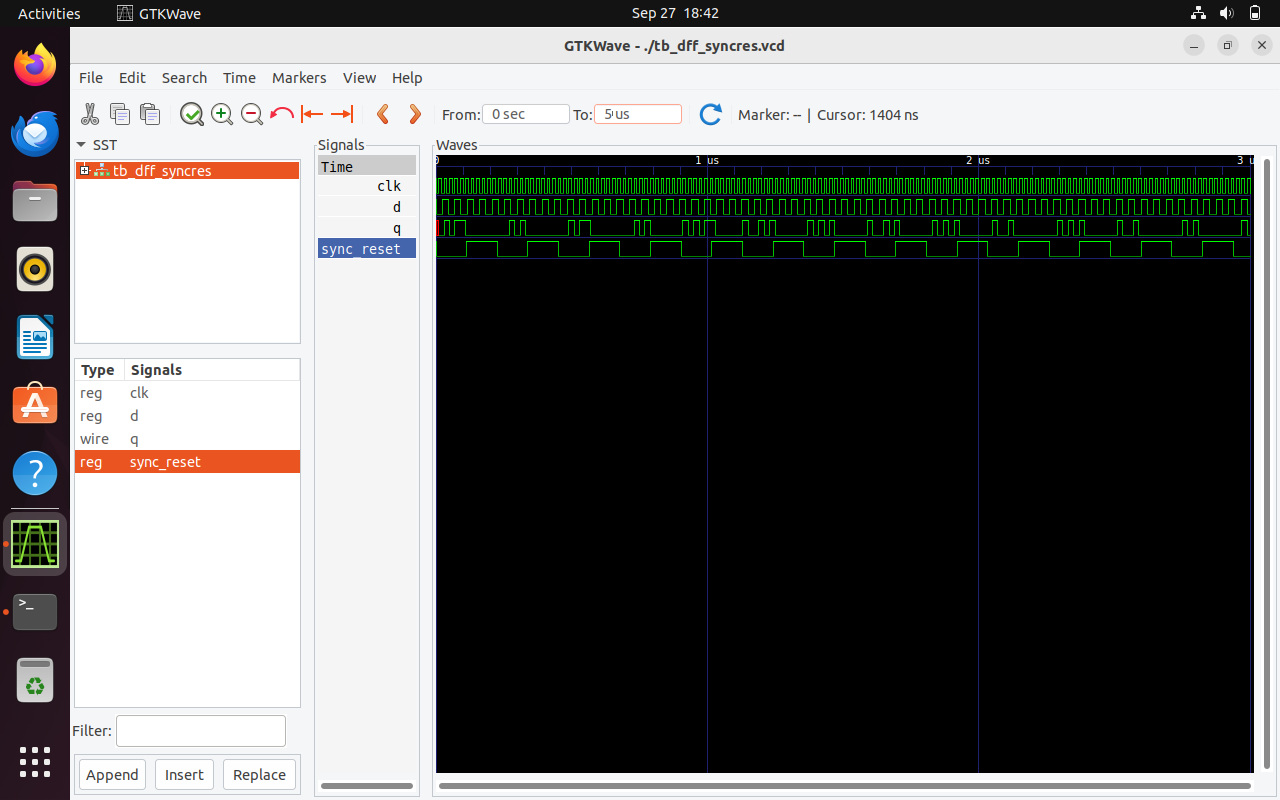 Activities GTKWave Sep 27 18:42
GTKWave - ./tb_dff_syncres.vcd
File Edit Search Time Markers View Help
From: 0 sec To: 5 us Marker: -- | Cursor: 1404 ns
SST Signals Waves
tb_dff_syncres
Time
clk
d
q
sync_reset
0 1 us 2 us 3 u
Type Signals
reg clk
reg d
wire q
reg sync_reset
Filter:
Append Insert Replace